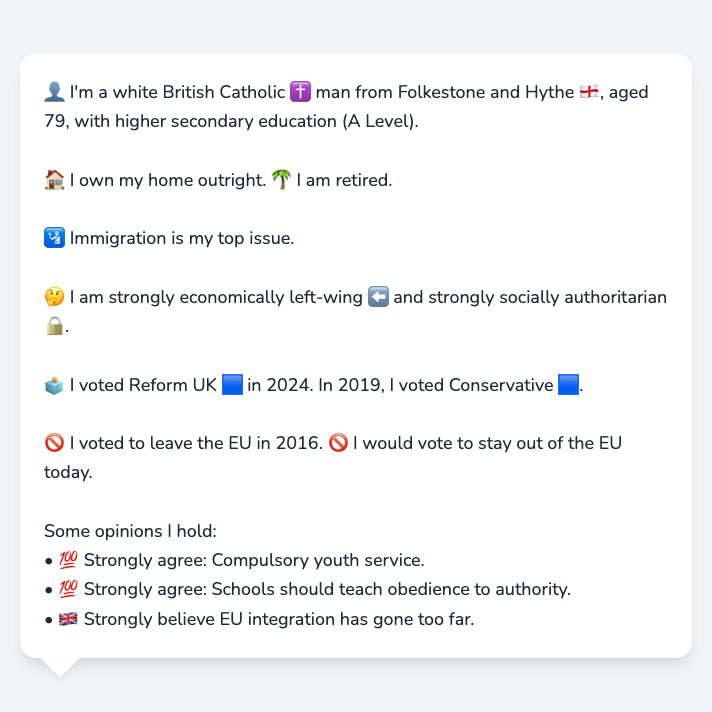 👤 I'm a white British Catholic ✝️ man from Folkestone and Hythe 🏴󠁧󠁢󠁥󠁮󠁧󠁿, aged
79, with higher secondary education (A Level).
🏠 I own my home outright. 🌴 I am retired.
🛂 Immigration is my top issue.
🤔 I am strongly economically left-wing ⬅️ and strongly socially authoritarian
🔒.
🗳️ I voted Reform UK 🟦 in 2024. In 2019, I voted Conservative 🟦.
🚫 I voted to leave the EU in 2016. 🚫 I would vote to stay out of the EU
today.
Some opinions I hold:
• 💯 Strongly agree: Compulsory youth service.
• 💯 Strongly agree: Schools should teach obedience to authority.
• 🇬🇧 Strongly believe EU integration has gone too far.